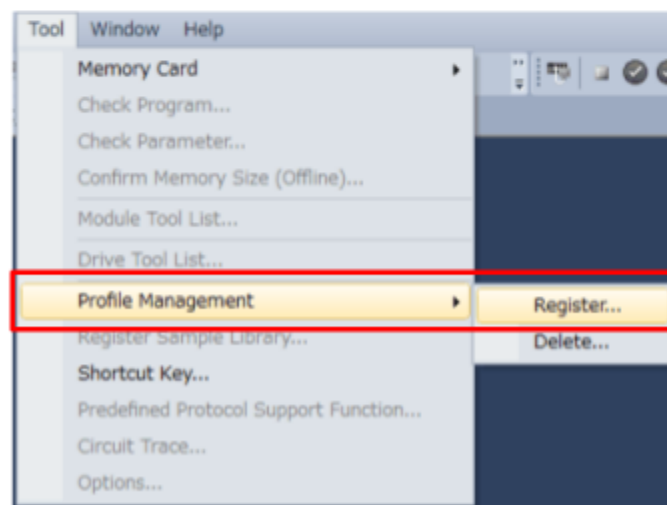 Tool Window Help
Memory Card
Check Program...
Check Parameter...
Confirm Memory Size (Offline)...
Module Tool List...
Drive Tool List...
Profile Management
Register...
Register Sample Library...
Delete...
Shortcut Key...
Predefined Protocol Support Function...
Circuit Trace...
Options...